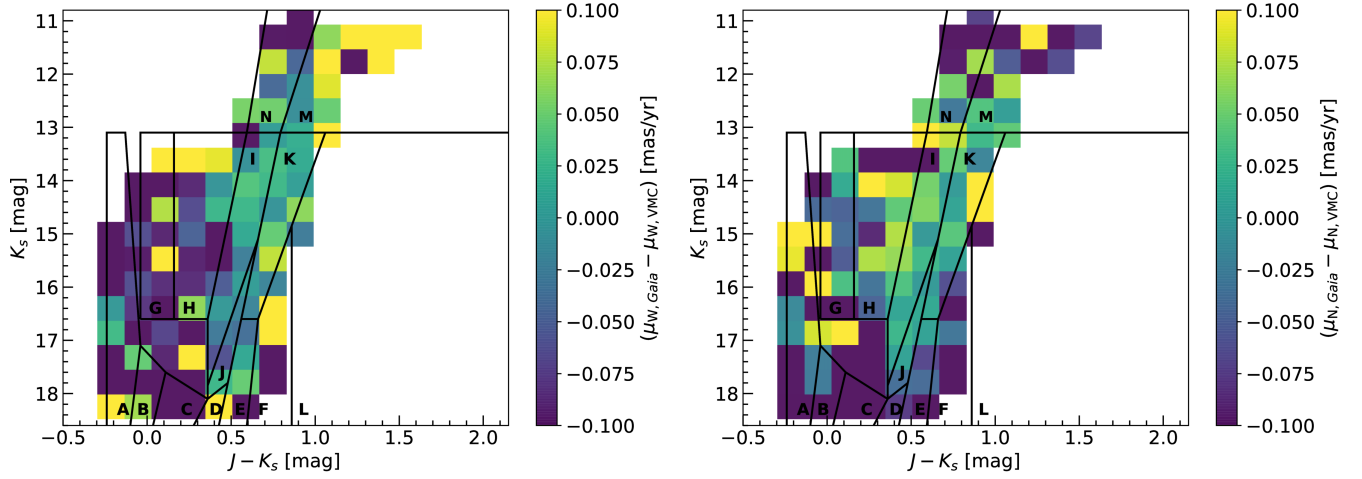 11
12
13
14
15
16
17
18
K_s [mag]
N
M
I
K
G
H
J
A
B
C
D
E
F
L
−0.5
0.0
0.5
1.0
1.5
2.0
J − K_s [mag]
0.100
0.075
0.050
0.025
0.000
−0.025
−0.050
−0.075
−0.100
(μ_W, Gaia − μ_W, VMC) [mas/yr]
11
12
13
14
15
16
17
18
K_s [mag]
N
M
I
K
G
H
J
A
B
C
D
E
F
L
−0.5
0.0
0.5
1.0
1.5
2.0
J − K_s [mag]
0.100
0.075
0.050
0.025
0.000
−0.025
−0.050
−0.075
−0.100
(μ_N, Gaia − μ_N, VMC) [mas/yr]